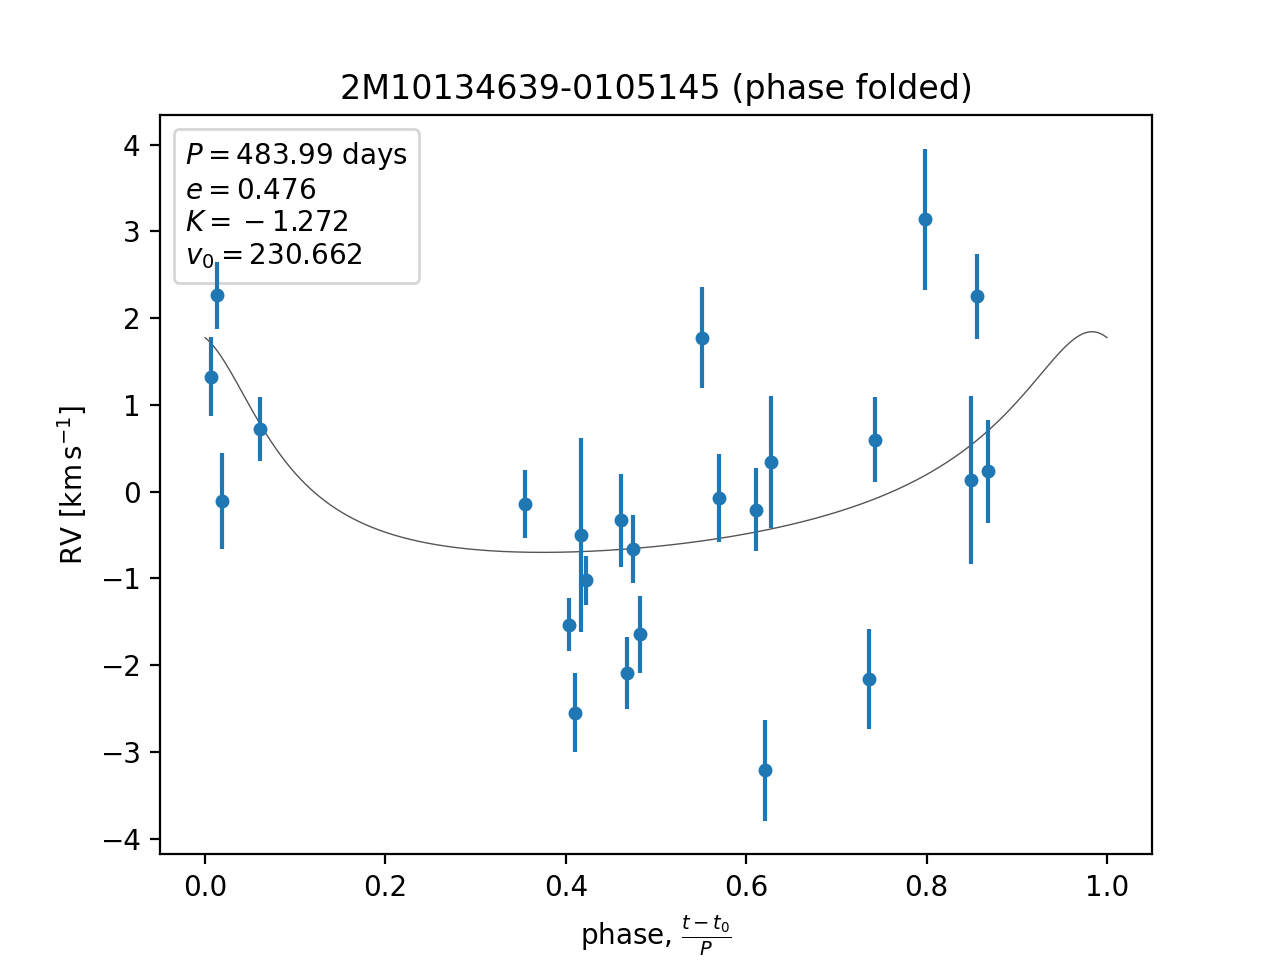 2M10134639-0105145 (phase folded)
P = 483.99 days
e = 0.476
K = −1.272
v₀ = 230.662
4
3
2
1
0
−1
−2
−3
−4
RV [km s⁻¹]
0.0 0.2 0.4 0.6 0.8 1.0
phase, (t − t₀)/P